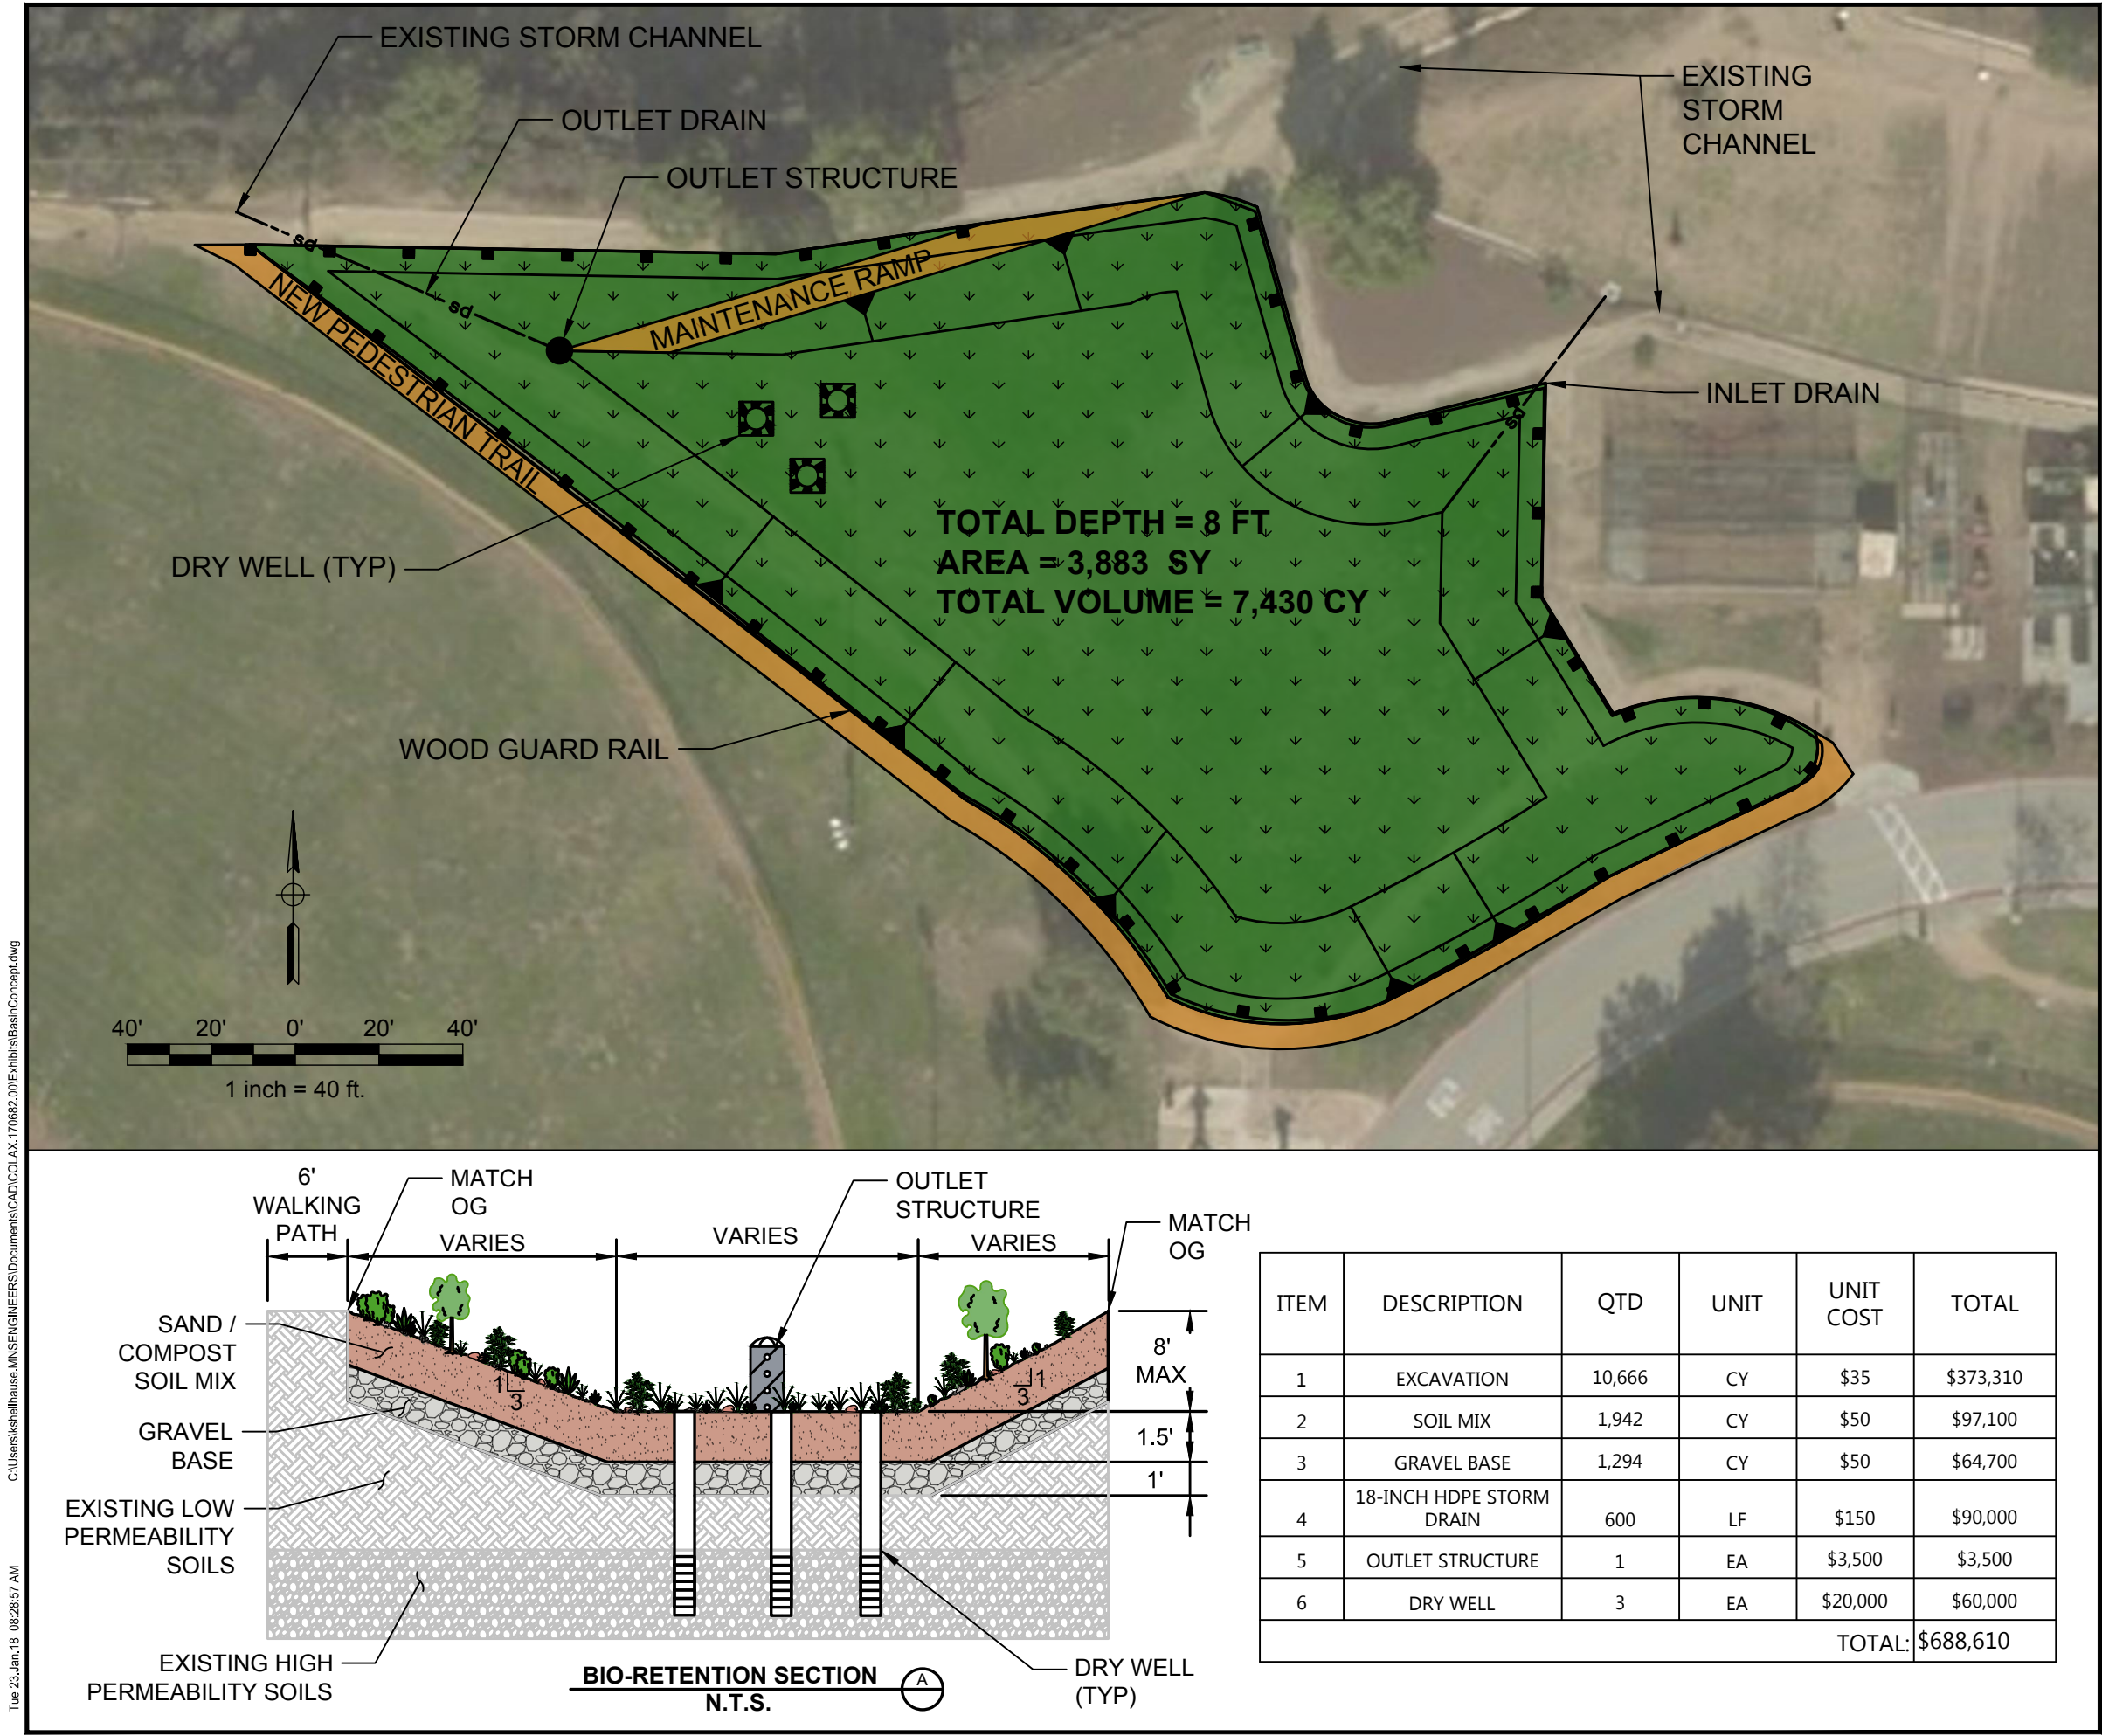 EXISTING STORM CHANNEL
OUTLET DRAIN
OUTLET STRUCTURE
EXISTING
STORM
CHANNEL
sd
sd
MAINTENANCE RAMP
NEW PEDESTRIAN TRAIL
INLET DRAIN
sd
TOTAL DEPTH = 8 FT
AREA = 3,883 SY
TOTAL VOLUME = 7,430 CY
DRY WELL (TYP)
WOOD GUARD RAIL
40' 20' 0' 20' 40'
1 inch = 40 ft.
C:\Users\kshellhause.MNSENGINEERS\Documents\CAD\COLAX.170682.00\Exhibits\BasinConcept.dwg
Tue 23.Jan.18 08:28:57 AM
6'
WALKING
PATH
MATCH
OG
VARIES
VARIES
VARIES
OUTLET
STRUCTURE
MATCH
OG
SAND /
COMPOST
SOIL MIX
GRAVEL
BASE
EXISTING LOW
PERMEABILITY
SOILS
EXISTING HIGH
PERMEABILITY SOILS
1
3
1
3
8'
MAX
1.5'
1'
DRY WELL
(TYP)
BIO-RETENTION SECTION
N.T.S.
A
ITEM DESCRIPTION QTD UNIT UNIT COST TOTAL
1 EXCAVATION 10,666 CY $35 $373,310
2 SOIL MIX 1,942 CY $50 $97,100
3 GRAVEL BASE 1,294 CY $50 $64,700
4 18-INCH HDPE STORM DRAIN 600 LF $150 $90,000
5 OUTLET STRUCTURE 1 EA $3,500 $3,500
6 DRY WELL 3 EA $20,000 $60,000
TOTAL: $688,610